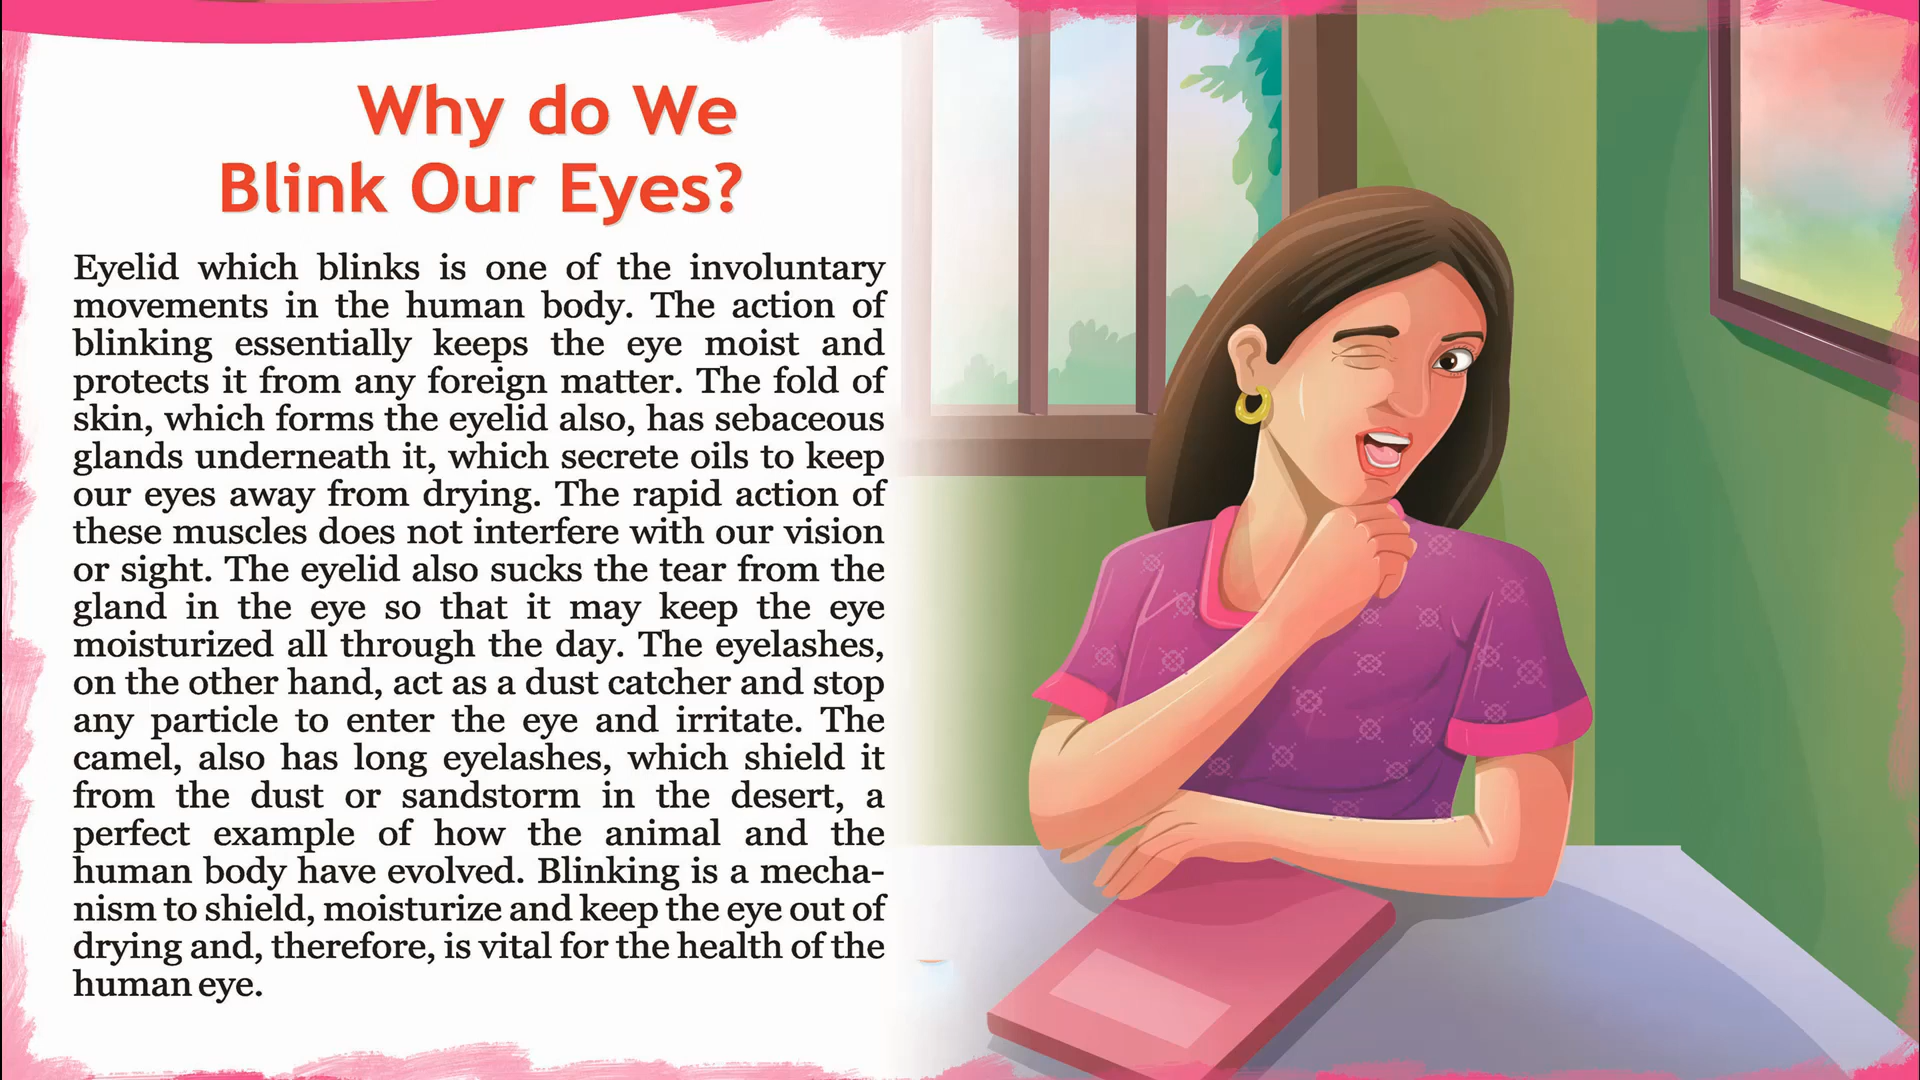 Why do We
Blink Our Eyes?
Eyelid which blinks is one of the involuntary
movements in the human body. The action of
blinking essentially keeps the eye moist and
protects it from any foreign matter. The fold of
skin, which forms the eyelid also, has sebaceous
glands underneath it, which secrete oils to keep
our eyes away from drying. The rapid action of
these muscles does not interfere with our vision
or sight. The eyelid also sucks the tear from the
gland in the eye so that it may keep the eye
moisturized all through the day. The eyelashes,
on the other hand, act as a dust catcher and stop
any particle to enter the eye and irritate. The
camel, also has long eyelashes, which shield it
from the dust or sandstorm in the desert, a
perfect example of how the animal and the
human body have evolved. Blinking is a mecha-
nism to shield, moisturize and keep the eye out of
drying and, therefore, is vital for the health of the
human eye.